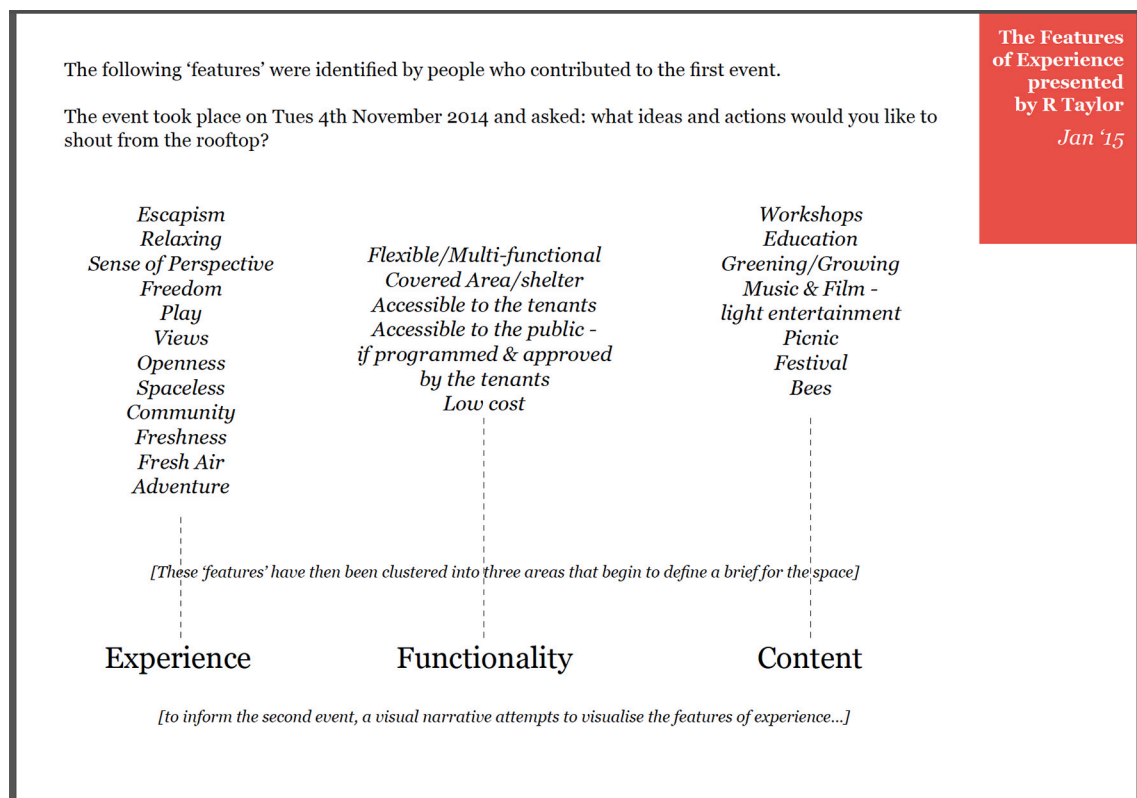 The following ‘features’ were identified by people who contributed to the first event.
The event took place on Tues 4th November 2014 and asked: what ideas and actions would you like to
shout from the rooftop?
The Features
of Experience
presented
by R Taylor
Jan ‘15
Escapism
Relaxing
Sense of Perspective
Freedom
Play
Views
Openness
Spaceless
Community
Freshness
Fresh Air
Adventure
Flexible/Multi-functional
Covered Area/shelter
Accessible to the tenants
Accessible to the public -
if programmed & approved
by the tenants
Low cost
Workshops
Education
Greening/Growing
Music & Film -
light entertainment
Picnic
Festival
Bees
[These ‘features’ have then been clustered into three areas that begin to define a brief for the space]
Experience
Functionality
Content
[to inform the second event, a visual narrative attempts to visualise the features of experience...]